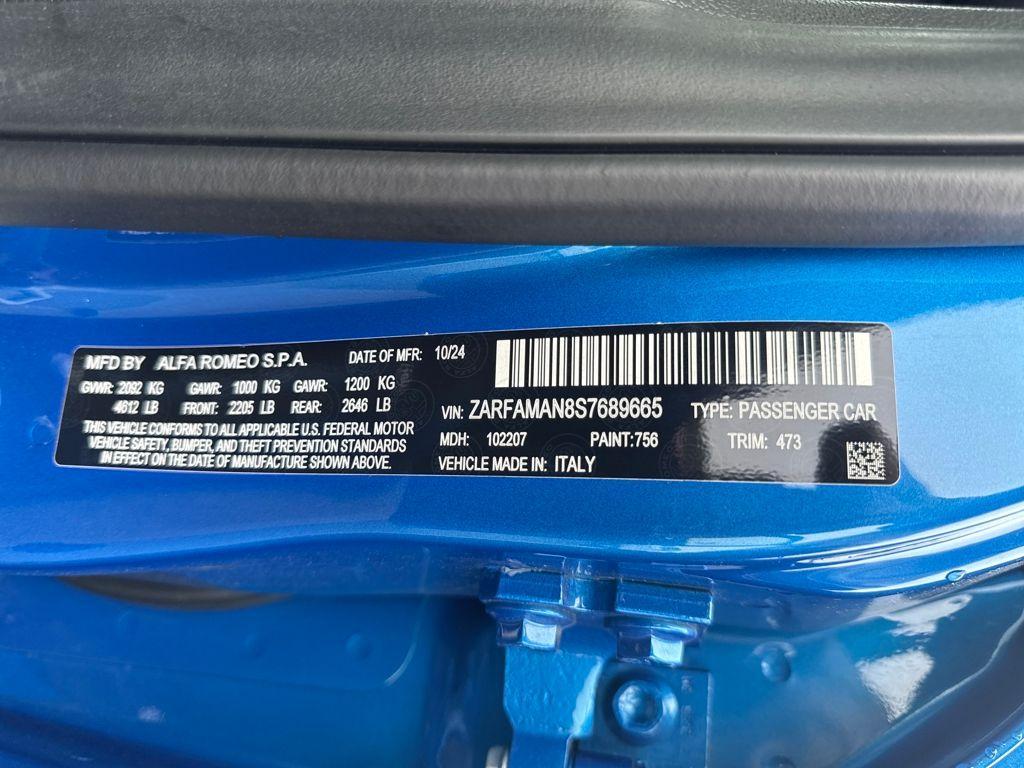 MFD BY ALFA ROMEO S.P.A. DATE OF MFR: 10/24
GVWR: 2092 KG GAWR: 1000 KG GAWR: 1200 KG
4612 LB FRONT: 2205 LB REAR: 2646 LB
THIS VEHICLE CONFORMS TO ALL APPLICABLE U.S. FEDERAL MOTOR
VEHICLE SAFETY, BUMPER, AND THEFT PREVENTION STANDARDS
IN EFFECT ON THE DATE OF MANUFACTURE SHOWN ABOVE.
VIN: ZARFAMAN8S7689665 TYPE: PASSENGER CAR
MDH: 102207 PAINT:756 TRIM: 473
VEHICLE MADE IN: ITALY